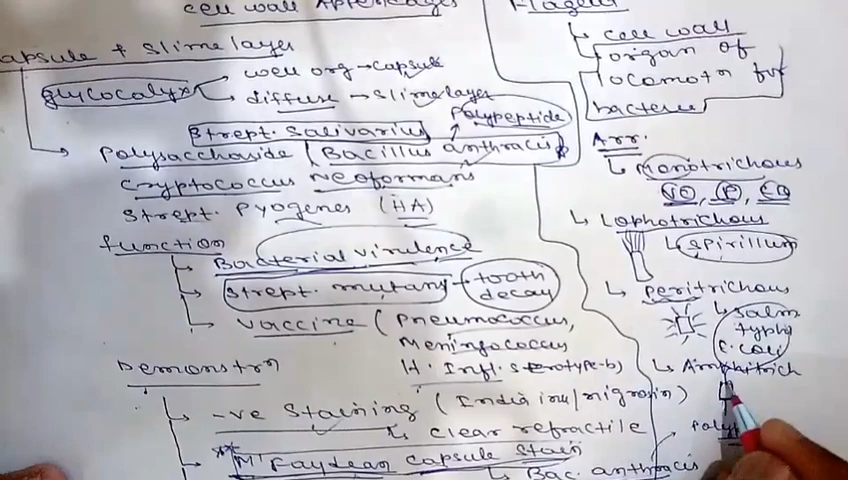 cell wall Appendages
Capsule + Slime layer
glycocalyx
well org → capsule
diffuse → slime layer
Polypeptide
Strept. Salivarius
Polysaccharide (Bacillus anthracis)
Cryptococcus Neoformans
Strept. Pyogenes (HA)
function
Bacterial virulence
Strept. mutans → tooth decay
vaccine (Pneumococcus,
Meningococcus
H. Infl. Serotype-b)
Demonstrn
-ve staining (India ink/nigrosin)
clear refractile
M' Faydean capsule stain
Bac. anthracis
cell wall
organ of
locomotn for
bacteria
Arr.
Monotrichous
Lophotrichous
Spirillum
peritrichous
Salm
typhi
E. coli
Amphitrich